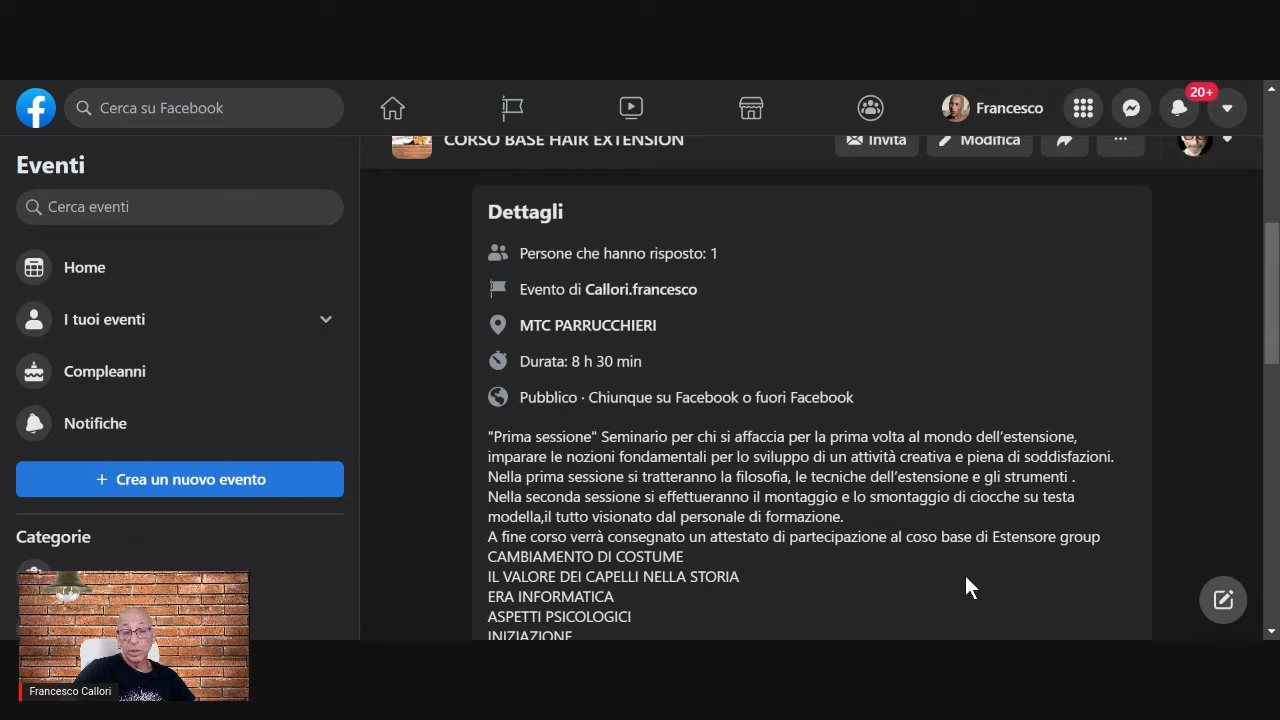 Cerca su Facebook
Francesco
20+
Eventi
Cerca eventi
Home
I tuoi eventi
Compleanni
Notifiche
+ Crea un nuovo evento
Categorie
CORSO BASE HAIR EXTENSION
Invita
Modifica
Dettagli
Persone che hanno risposto: 1
Evento di Callori.francesco
MTC PARRUCCHIERI
Durata: 8 h 30 min
Pubblico · Chiunque su Facebook o fuori Facebook
"Prima sessione" Seminario per chi si affaccia per la prima volta al mondo dell’estensione,
imparare le nozioni fondamentali per lo sviluppo di un attività creativa e piena di soddisfazioni.
Nella prima sessione si tratteranno la filosofia, le tecniche dell’estensione e gli strumenti .
Nella seconda sessione si effettueranno il montaggio e lo smontaggio di ciocche su testa
modella,il tutto visionato dal personale di formazione.
A fine corso verrà consegnato un attestato di partecipazione al coso base di Estensore group
CAMBIAMENTO DI COSTUME
IL VALORE DEI CAPELLI NELLA STORIA
ERA INFORMATICA
ASPETTI PSICOLOGICI
INIZIAZIONE
Francesco Callori